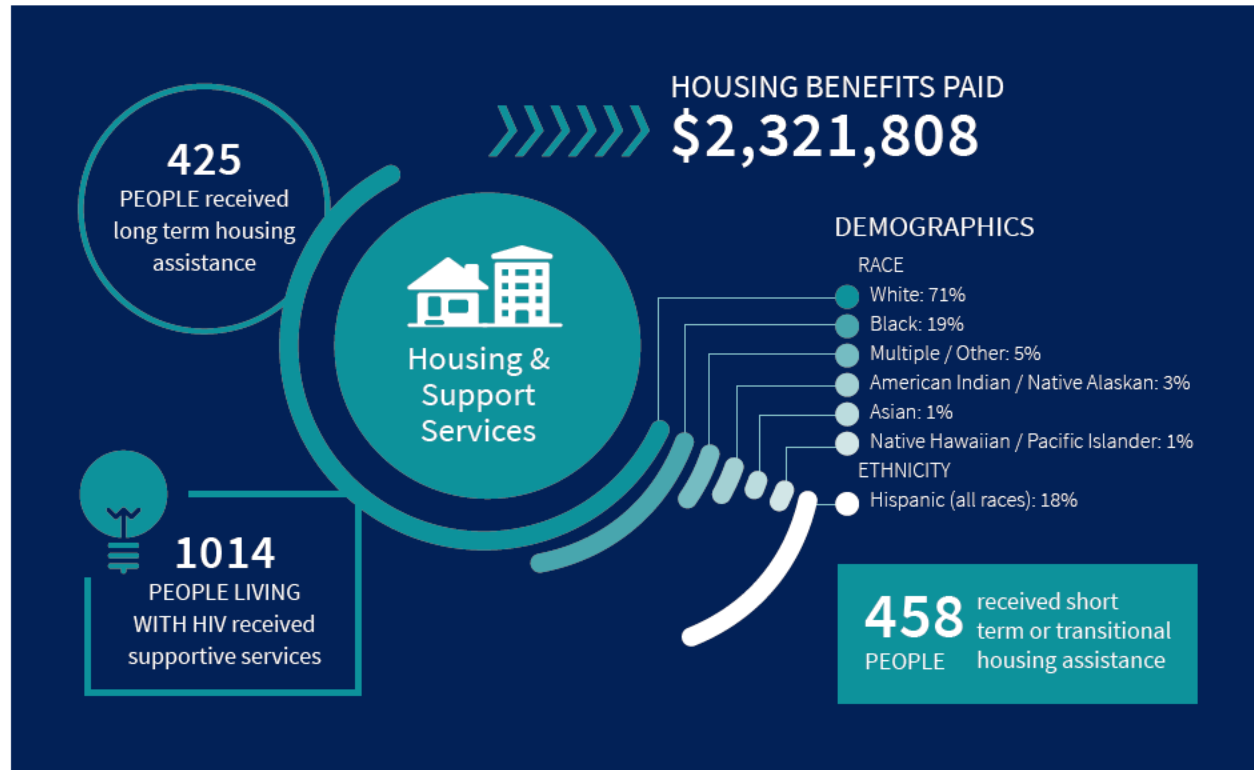 HOUSING BENEFITS PAID
$2,321,808
425
PEOPLE received
long term housing
assistance
Housing &
Support
Services
DEMOGRAPHICS
RACE
White: 71%
Black: 19%
Multiple / Other: 5%
American Indian / Native Alaskan: 3%
Asian: 1%
Native Hawaiian / Pacific Islander: 1%
ETHNICITY
Hispanic (all races): 18%
1014
PEOPLE LIVING
WITH HIV received
supportive services
458
PEOPLE
received short
term or transitional
housing assistance